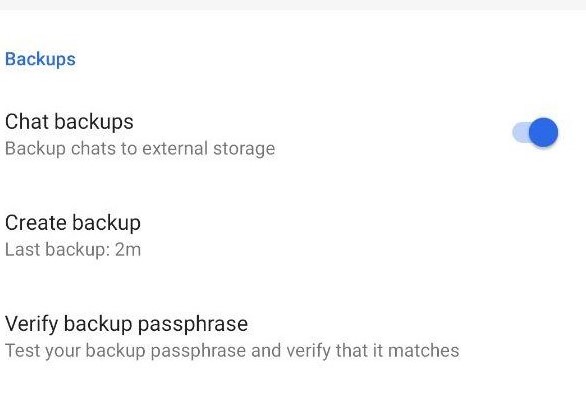 Backups
Chat backups
Backup chats to external storage
Create backup
Last backup: 2m
Verify backup passphrase
Test your backup passphrase and verify that it matches